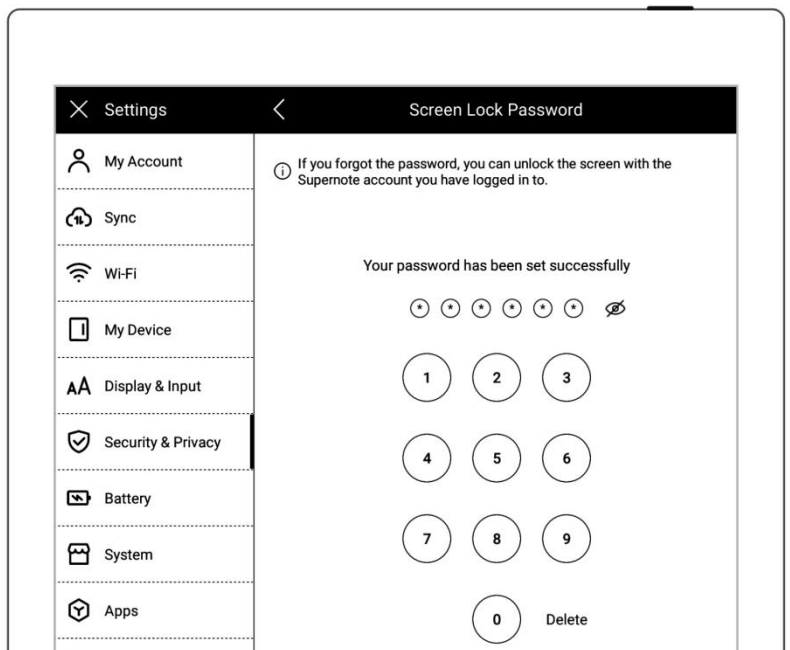 Settings
Screen Lock Password
My Account
Sync
Wi-Fi
My Device
Display & Input
Security & Privacy
Battery
System
Apps
If you forgot the password, you can unlock the screen with the
Supernote account you have logged in to.
Your password has been set successfully
* * * * * *
1 2 3
4 5 6
7 8 9
0 Delete